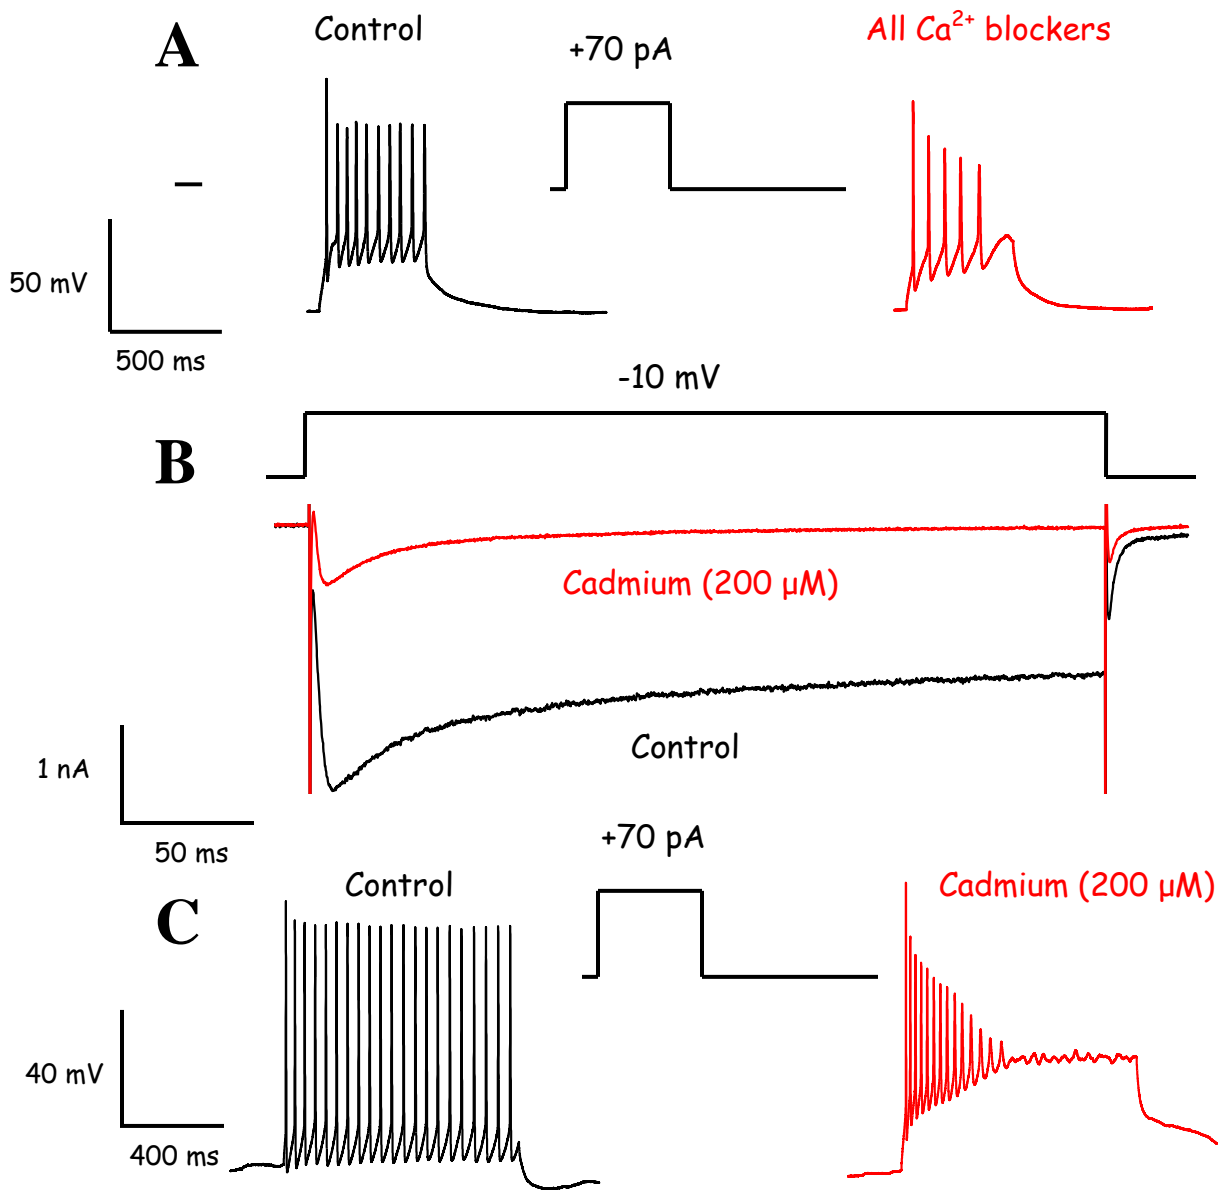 A
Control
+70 pA
All Ca²⁺ blockers
50 mV
500 ms
-10 mV
B
Cadmium (200 µM)
Control
1 nA
50 ms
+70 pA
C
Control
Cadmium (200 µM)
40 mV
400 ms